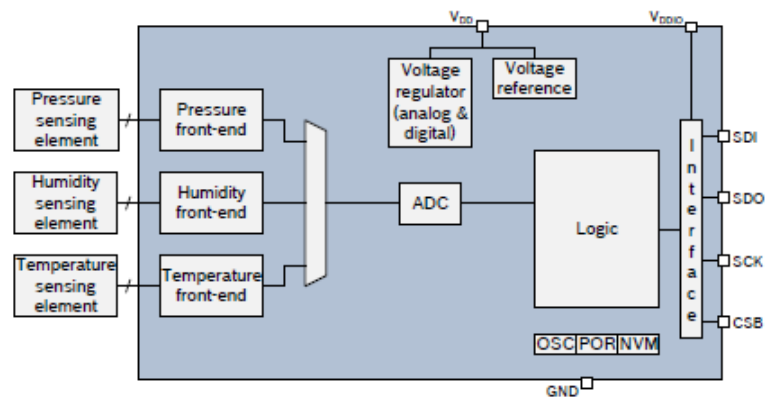 VDD
VDDIO
Voltage
regulator
(analog &
digital)
Voltage
reference
Pressure
sensing
element
Pressure
front-end
Humidity
sensing
element
Humidity
front-end
Temperature
sensing
element
Temperature
front-end
ADC
Logic
Interface
SDI
SDO
SCK
CSB
OSC POR NVM
GND